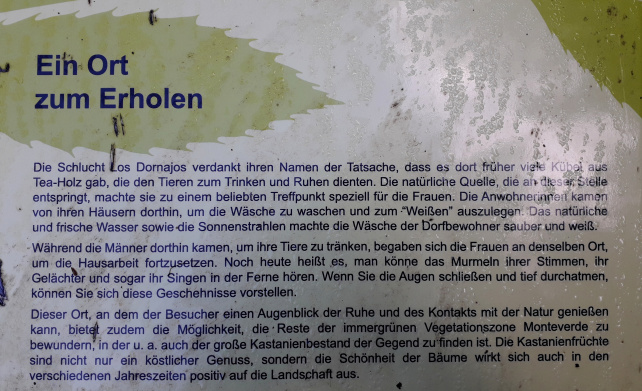 Ein Ort
zum Erholen
Die Schlucht Los Dornajos verdankt ihren Namen der Tatsache, dass es dort früher viele Kübel aus
Tea-Holz gab, die den Tieren zum Trinken und Ruhen dienten. Die natürliche Quelle, die an dieser Stelle
entspringt, machte sie zu einem beliebten Treffpunkt speziell für die Frauen. Die Anwohnerinnen kamen
von ihren Häusern dorthin, um die Wäsche zu waschen und zum "Weißen" auszulegen. Das natürliche
und frische Wasser sowie die Sonnenstrahlen machte die Wäsche der Dorfbewohner sauber und weiß.
Während die Männer dorthin kamen, um ihre Tiere zu tränken, begaben sich die Frauen an denselben Ort,
um die Hausarbeit fortzusetzen. Noch heute heißt es, man könne das Murmeln ihrer Stimmen, ihr
Gelächter und sogar ihr Singen in der Ferne hören. Wenn Sie die Augen schließen und tief durchatmen,
können Sie sich diese Geschehnisse vorstellen.
Dieser Ort, an dem der Besucher einen Augenblick der Ruhe und des Kontakts mit der Natur genießen
kann, bietet zudem die Möglichkeit, die Reste der immergrünen Vegetationszone Monteverde zu
bewundern, in der u. a. auch der große Kastanienbestand der Gegend zu finden ist. Die Kastanienfrüchte
sind nicht nur ein köstlicher Genuss, sondern die Schönheit der Bäume wirkt sich auch in den
verschiedenen Jahreszeiten positiv auf die Landschaft aus.